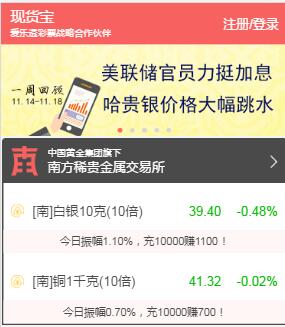 现货宝
爱乐透彩票战略合作伙伴
注册/登录
美联储官员力挺加息
一周回顾
11.14-11.18
哈贵银价格大幅跳水
中国黄金集团旗下
南方稀贵金属交易所
[南]白银10克(10倍) 39.40 -0.48%
今日振幅1.10%，充10000赚1100！
[南]铜1千克(10倍) 41.32 -0.02%
今日振幅0.70%，充10000赚700！